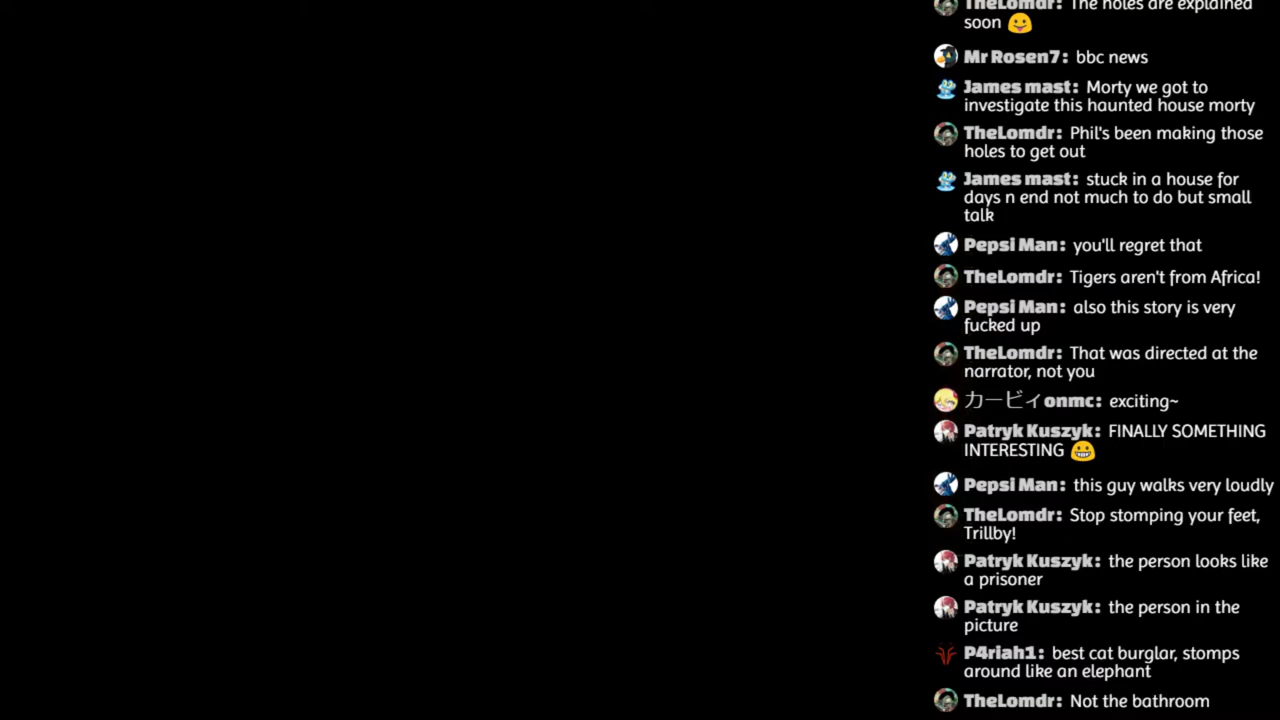 TheLomdr: The holes are explained
soon 😛
Mr Rosen7: bbc news
James mast: Morty we got to
investigate this haunted house morty
TheLomdr: Phil's been making those
holes to get out
James mast: stuck in a house for
days n end not much to do but small
talk
Pepsi Man: you'll regret that
TheLomdr: Tigers aren't from Africa!
Pepsi Man: also this story is very
fucked up
TheLomdr: That was directed at the
narrator, not you
カービィonmc: exciting~
Patryk Kuszyk: FINALLY SOMETHING
INTERESTING 😁
Pepsi Man: this guy walks very loudly
TheLomdr: Stop stomping your feet,
Trillby!
Patryk Kuszyk: the person looks like
a prisoner
Patryk Kuszyk: the person in the
picture
P4riah1: best cat burglar, stomps
around like an elephant
TheLomdr: Not the bathroom